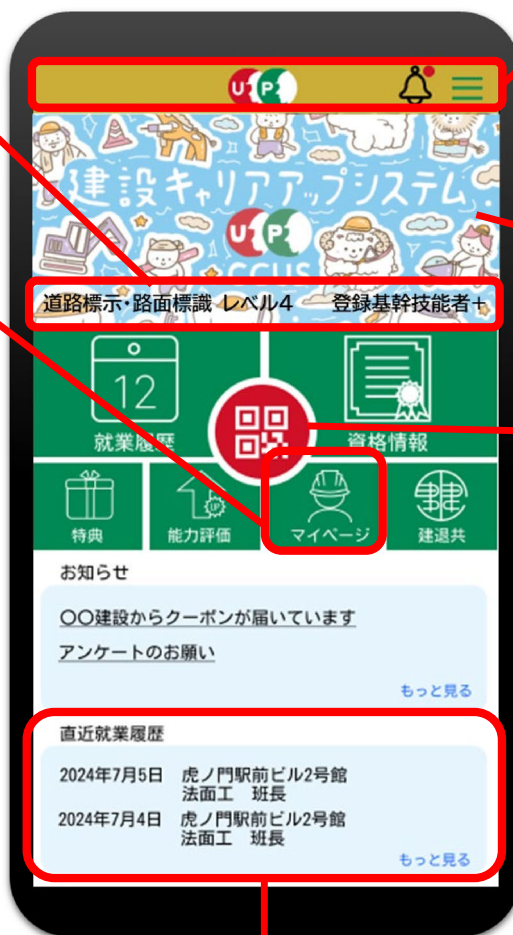 UP
建設キャリアアップシステム
UP
CCUS
道路標示・路面標識 レベル4 登録基幹技能者+
12
就業履歴
資格情報
特典
能力評価
マイページ
建退共
お知らせ
〇〇建設からクーポンが届いています
アンケートのお願い
もっと見る
直近就業履歴
2024年7月5日 虎ノ門駅前ビル2号館
法面工 班長
2024年7月4日 虎ノ門駅前ビル2号館
法面工 班長
もっと見る